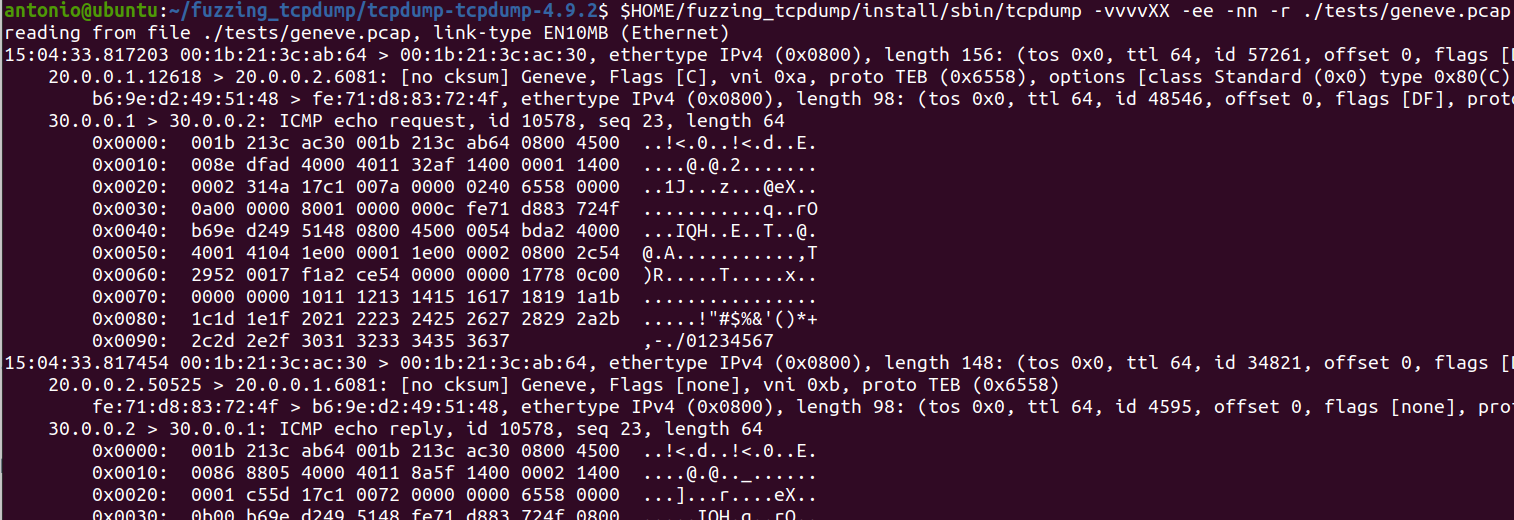 antonio@ubuntu:~/fuzzing_tcpdump/tcpdump-tcpdump-4.9.2$ $HOME/fuzzing_tcpdump/install/sbin/tcpdump -vvvvXX -ee -nn -r ./tests/geneve.pcap
reading from file ./tests/geneve.pcap, link-type EN10MB (Ethernet)
15:04:33.817203 00:1b:21:3c:ab:64 > 00:1b:21:3c:ac:30, ethertype IPv4 (0x0800), length 156: (tos 0x0, ttl 64, id 57261, offset 0, flags [
    20.0.0.1.12618 > 20.0.0.2.6081: [no cksum] Geneve, Flags [C], vni 0xa, proto TEB (0x6558), options [class Standard (0x0) type 0x80(C)
        b6:9e:d2:49:51:48 > fe:71:d8:83:72:4f, ethertype IPv4 (0x0800), length 98: (tos 0x0, ttl 64, id 48546, offset 0, flags [DF], prot
    30.0.0.1 > 30.0.0.2: ICMP echo request, id 10578, seq 23, length 64
        0x0000:  001b 213c ac30 001b 213c ab64 0800 4500  ..!<.0..!<.d..E.
        0x0010:  008e dfad 4000 4011 32af 1400 0001 1400  ....@.@.2.......
        0x0020:  0002 314a 17c1 007a 0000 0240 6558 0000  ..1J...z...@eX..
        0x0030:  0a00 0000 8001 0000 000c fe71 d883 724f  ...........q..rO
        0x0040:  b69e d249 5148 0800 4500 0054 bda2 4000  ...IQH..E..T..@.
        0x0050:  4001 4104 1e00 0001 1e00 0002 0800 2c54  @.A...........,T
        0x0060:  2952 0017 f1a2 ce54 0000 0000 1778 0c00  )R.....T.....x..
        0x0070:  0000 0000 1011 1213 1415 1617 1819 1a1b  ................
        0x0080:  1c1d 1e1f 2021 2223 2425 2627 2829 2a2b  .....!"#$%&'()*+
        0x0090:  2c2d 2e2f 3031 3233 3435 3637            ,-./01234567
15:04:33.817454 00:1b:21:3c:ac:30 > 00:1b:21:3c:ab:64, ethertype IPv4 (0x0800), length 148: (tos 0x0, ttl 64, id 34821, offset 0, flags [
    20.0.0.2.50525 > 20.0.0.1.6081: [no cksum] Geneve, Flags [none], vni 0xb, proto TEB (0x6558)
        fe:71:d8:83:72:4f > b6:9e:d2:49:51:48, ethertype IPv4 (0x0800), length 98: (tos 0x0, ttl 64, id 4595, offset 0, flags [none], pro
    30.0.0.2 > 30.0.0.1: ICMP echo reply, id 10578, seq 23, length 64
        0x0000:  001b 213c ab64 001b 213c ac30 0800 4500  ..!<.d..!<.0..E.
        0x0010:  0086 8805 4000 4011 8a5f 1400 0002 1400  ....@.@.._......
        0x0020:  0001 c55d 17c1 0072 0000 0000 6558 0000  ...]...r....eX..
        0x0030:  0b00 b69e d249 5148 fe71 d883 724f 0800  .....IQH.q..rO..